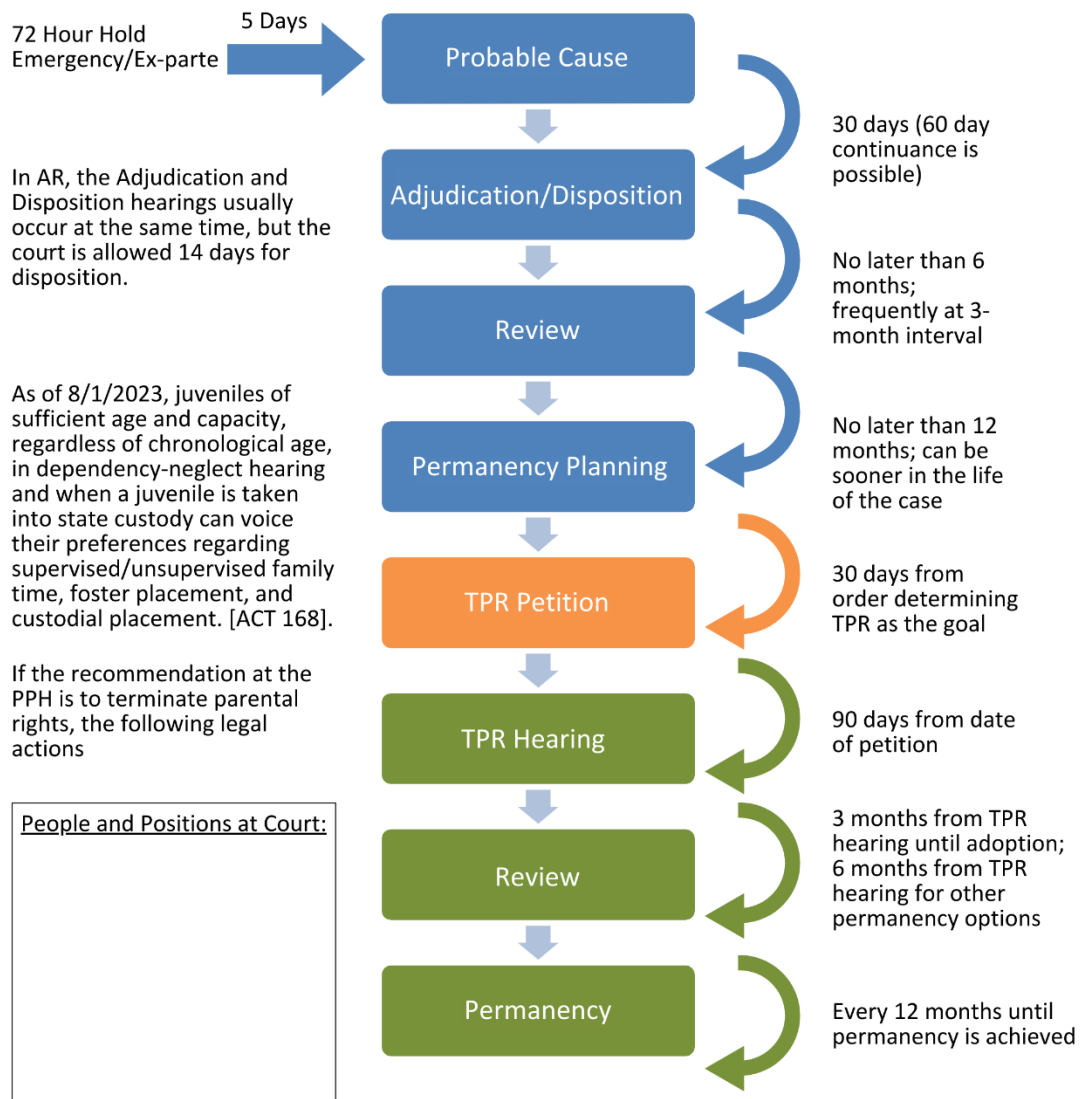 72 Hour Hold
Emergency/Ex-parte
5 Days
Probable Cause
30 days (60 day
continuance is
possible)
In AR, the Adjudication and
Disposition hearings usually
occur at the same time, but the
court is allowed 14 days for
disposition.
Adjudication/Disposition
No later than 6
months;
frequently at 3-
month interval
Review
As of 8/1/2023, juveniles of
sufficient age and capacity,
regardless of chronological age,
in dependency-neglect hearing
and when a juvenile is taken
into state custody can voice
their preferences regarding
supervised/unsupervised family
time, foster placement, and
custodial placement. [ACT 168].
Permanency Planning
No later than 12
months; can be
sooner in the life
of the case
TPR Petition
30 days from
order determining
TPR as the goal
If the recommendation at the
PPH is to terminate parental
rights, the following legal
actions
TPR Hearing
90 days from date
of petition
People and Positions at Court:
Review
3 months from TPR
hearing until adoption;
6 months from TPR
hearing for other
permanency options
Permanency
Every 12 months until
permanency is achieved